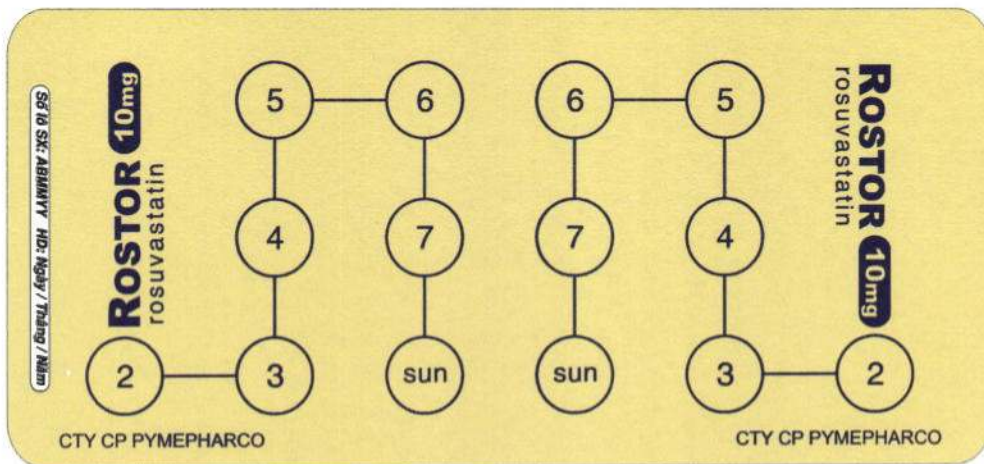 Số lô SX: ABMMYY HD: Ngày / Tháng / Năm
ROSTOR 10mg
rosuvastatin
5
6
4
7
2
3
sun
CTY CP PYMEPHARCO
6
5
7
4
sun
3
2
ROSTOR 10mg
rosuvastatin
CTY CP PYMEPHARCO